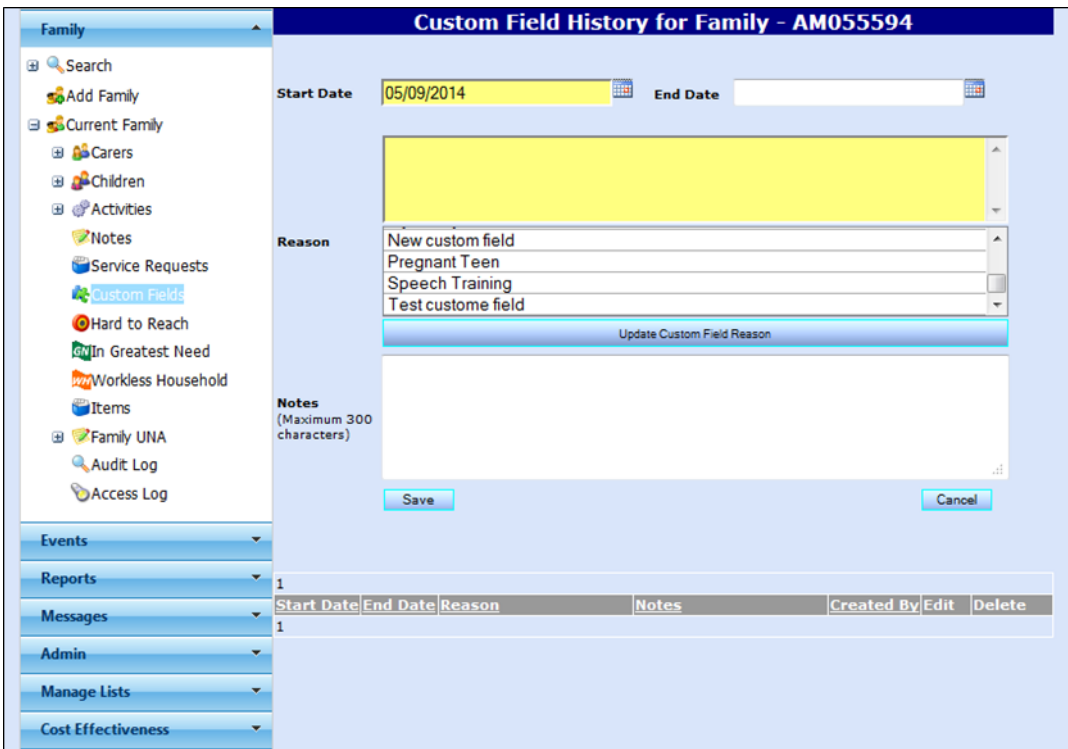 Family
Custom Field History for Family - AM055594
Search
Add Family
Current Family
Carers
Children
Activities
Notes
Service Requests
Custom Fields
Hard to Reach
GN In Greatest Need
WH Workless Household
Items
Family UNA
Audit Log
Access Log
Events
Reports
Messages
Admin
Manage Lists
Cost Effectiveness
Start Date 05/09/2014 End Date
Reason
New custom field
Pregnant Teen
Speech Training
Test custome field
Update Custom Field Reason
Notes
(Maximum 300
characters)
Save Cancel
1
Start Date End Date Reason Notes Created By Edit Delete
1